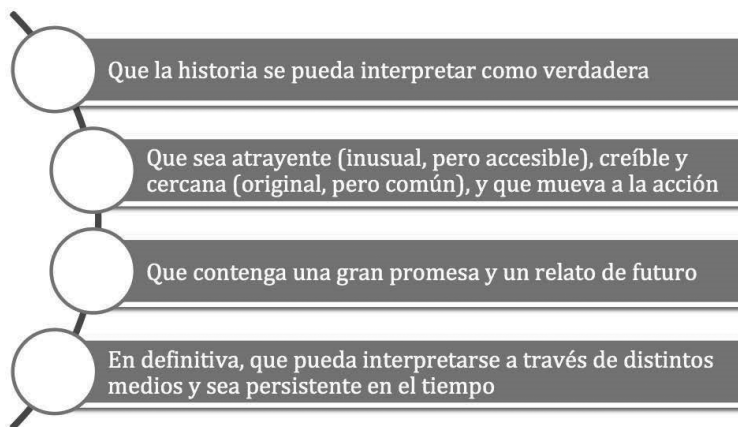 Que la historia se pueda interpretar como verdadera
Que sea atrayente (inusual, pero accesible), creíble y
cercana (original, pero común), y que mueva a la acción
Que contenga una gran promesa y un relato de futuro
En definitiva, que pueda interpretarse a través de distintos
medios y sea persistente en el tiempo